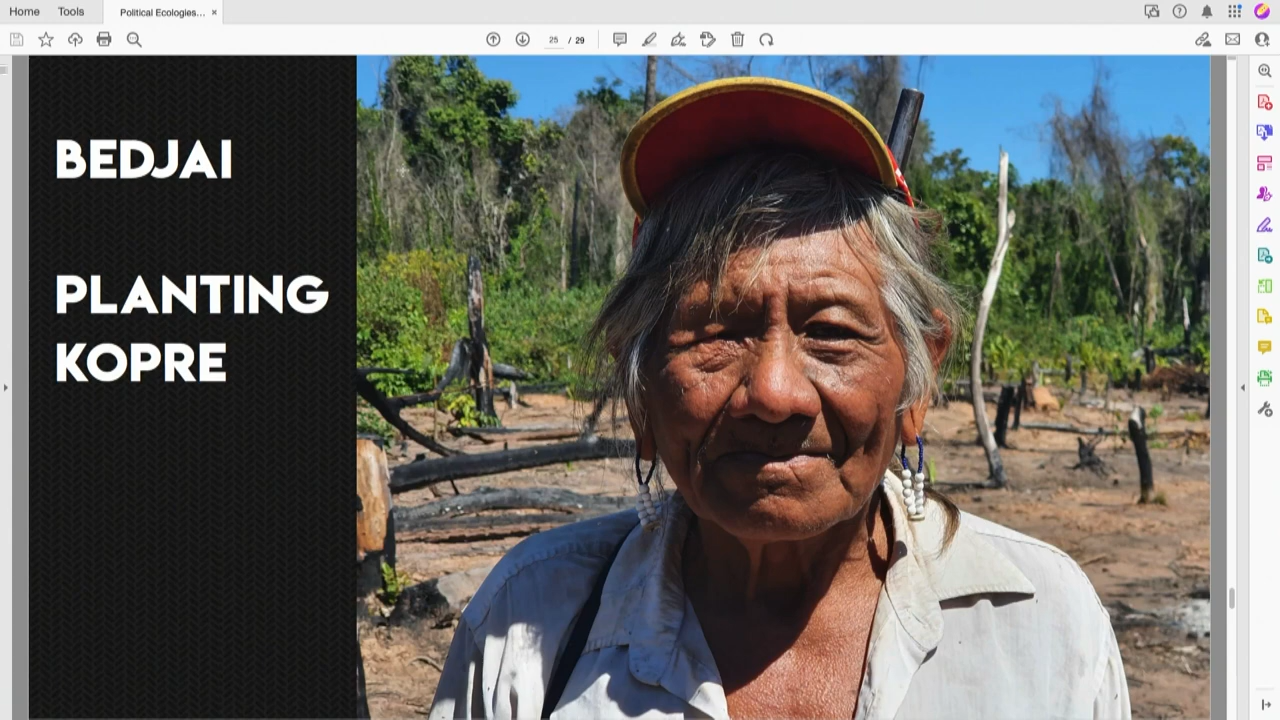 Home
Tools
Political Ecologies...
25 / 29
BEDJAI
PLANTING
KOPRE